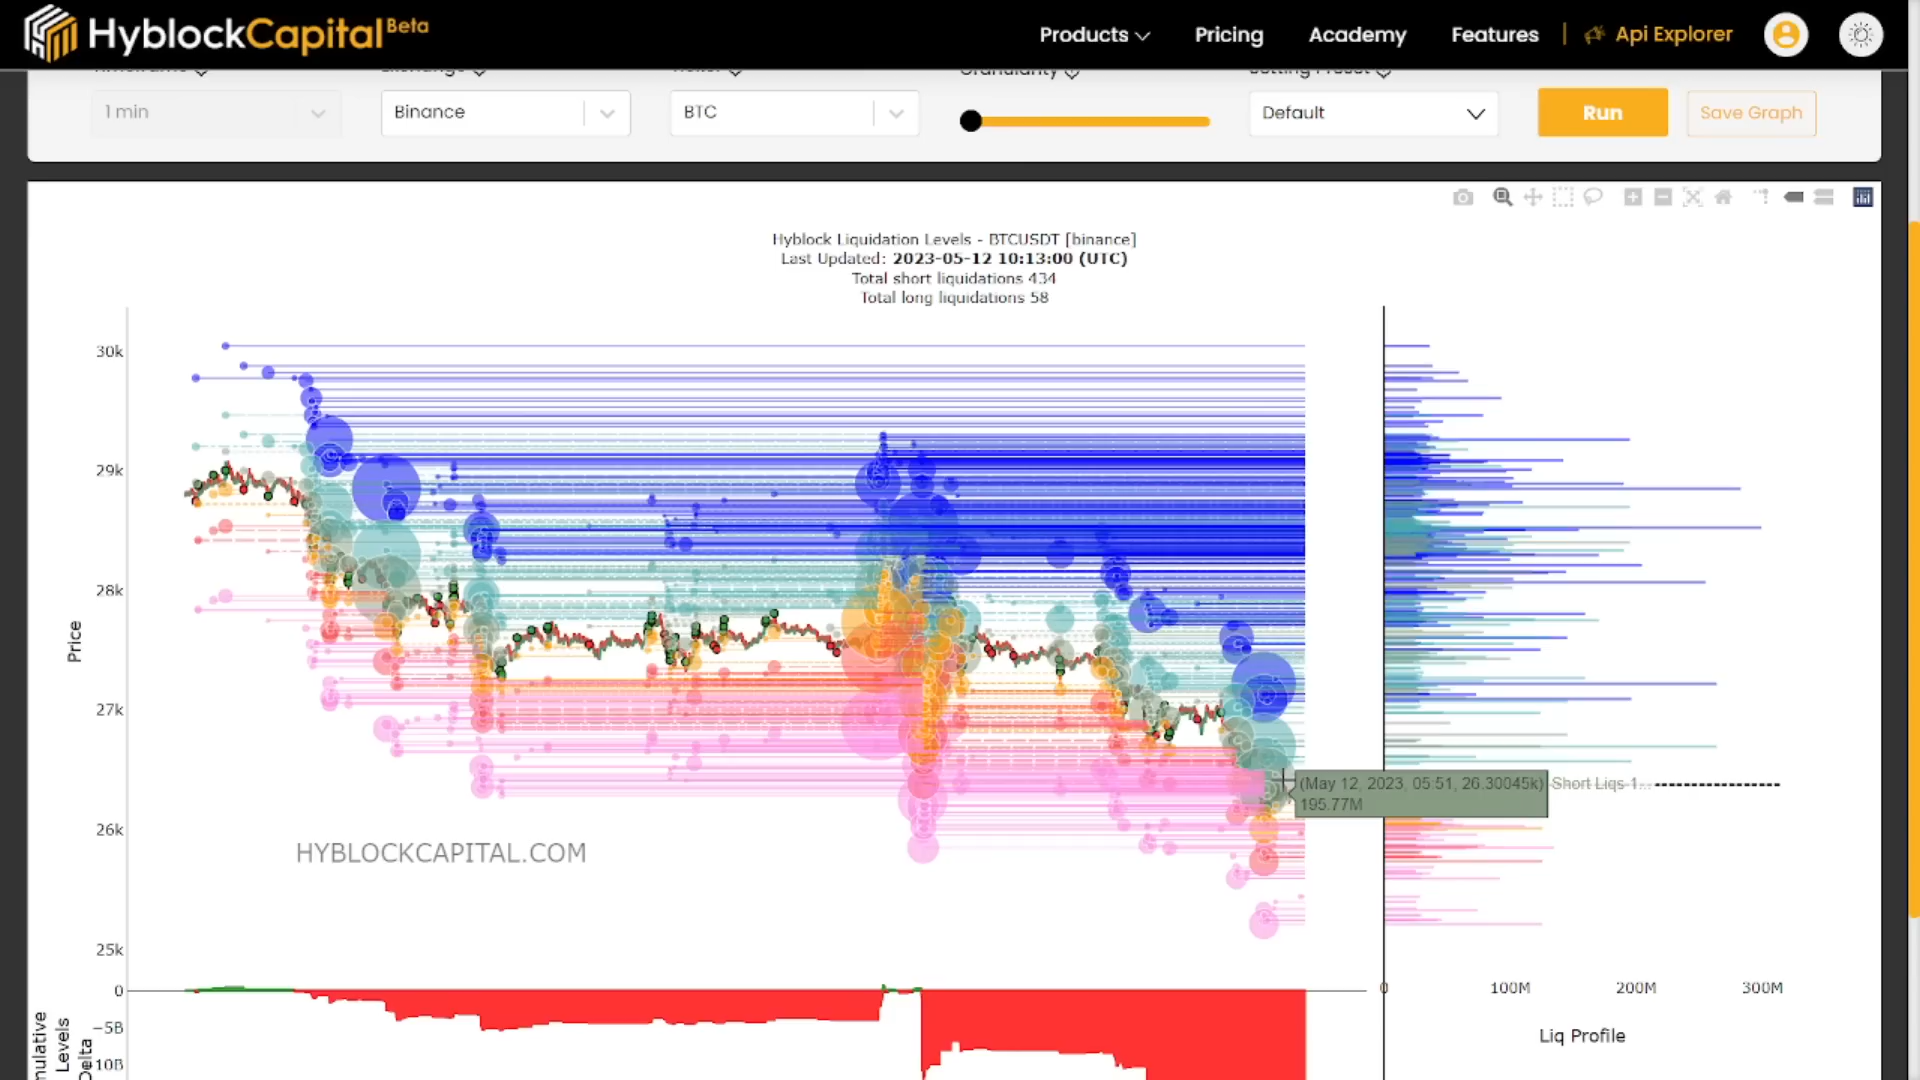 HyblockCapital Beta
Products
Pricing
Academy
Features
Api Explorer
Granularity
1 min
Binance
BTC
Default
Run
Save Graph
Hyblock Liquidation Levels - BTCUSDT [binance]
Last Updated: 2023-05-12 10:13:00 (UTC)
Total short liquidations 434
Total long liquidations 58
30k
29k
28k
27k
26k
25k
Price
(May 12, 2023, 05:51, 26.30045k)
195.77M
Short Liqs 1...
HYBLOCKCAPITAL.COM
0
−5B
10B
mulative
Levels
Delta
0
100M
200M
300M
Liq Profile